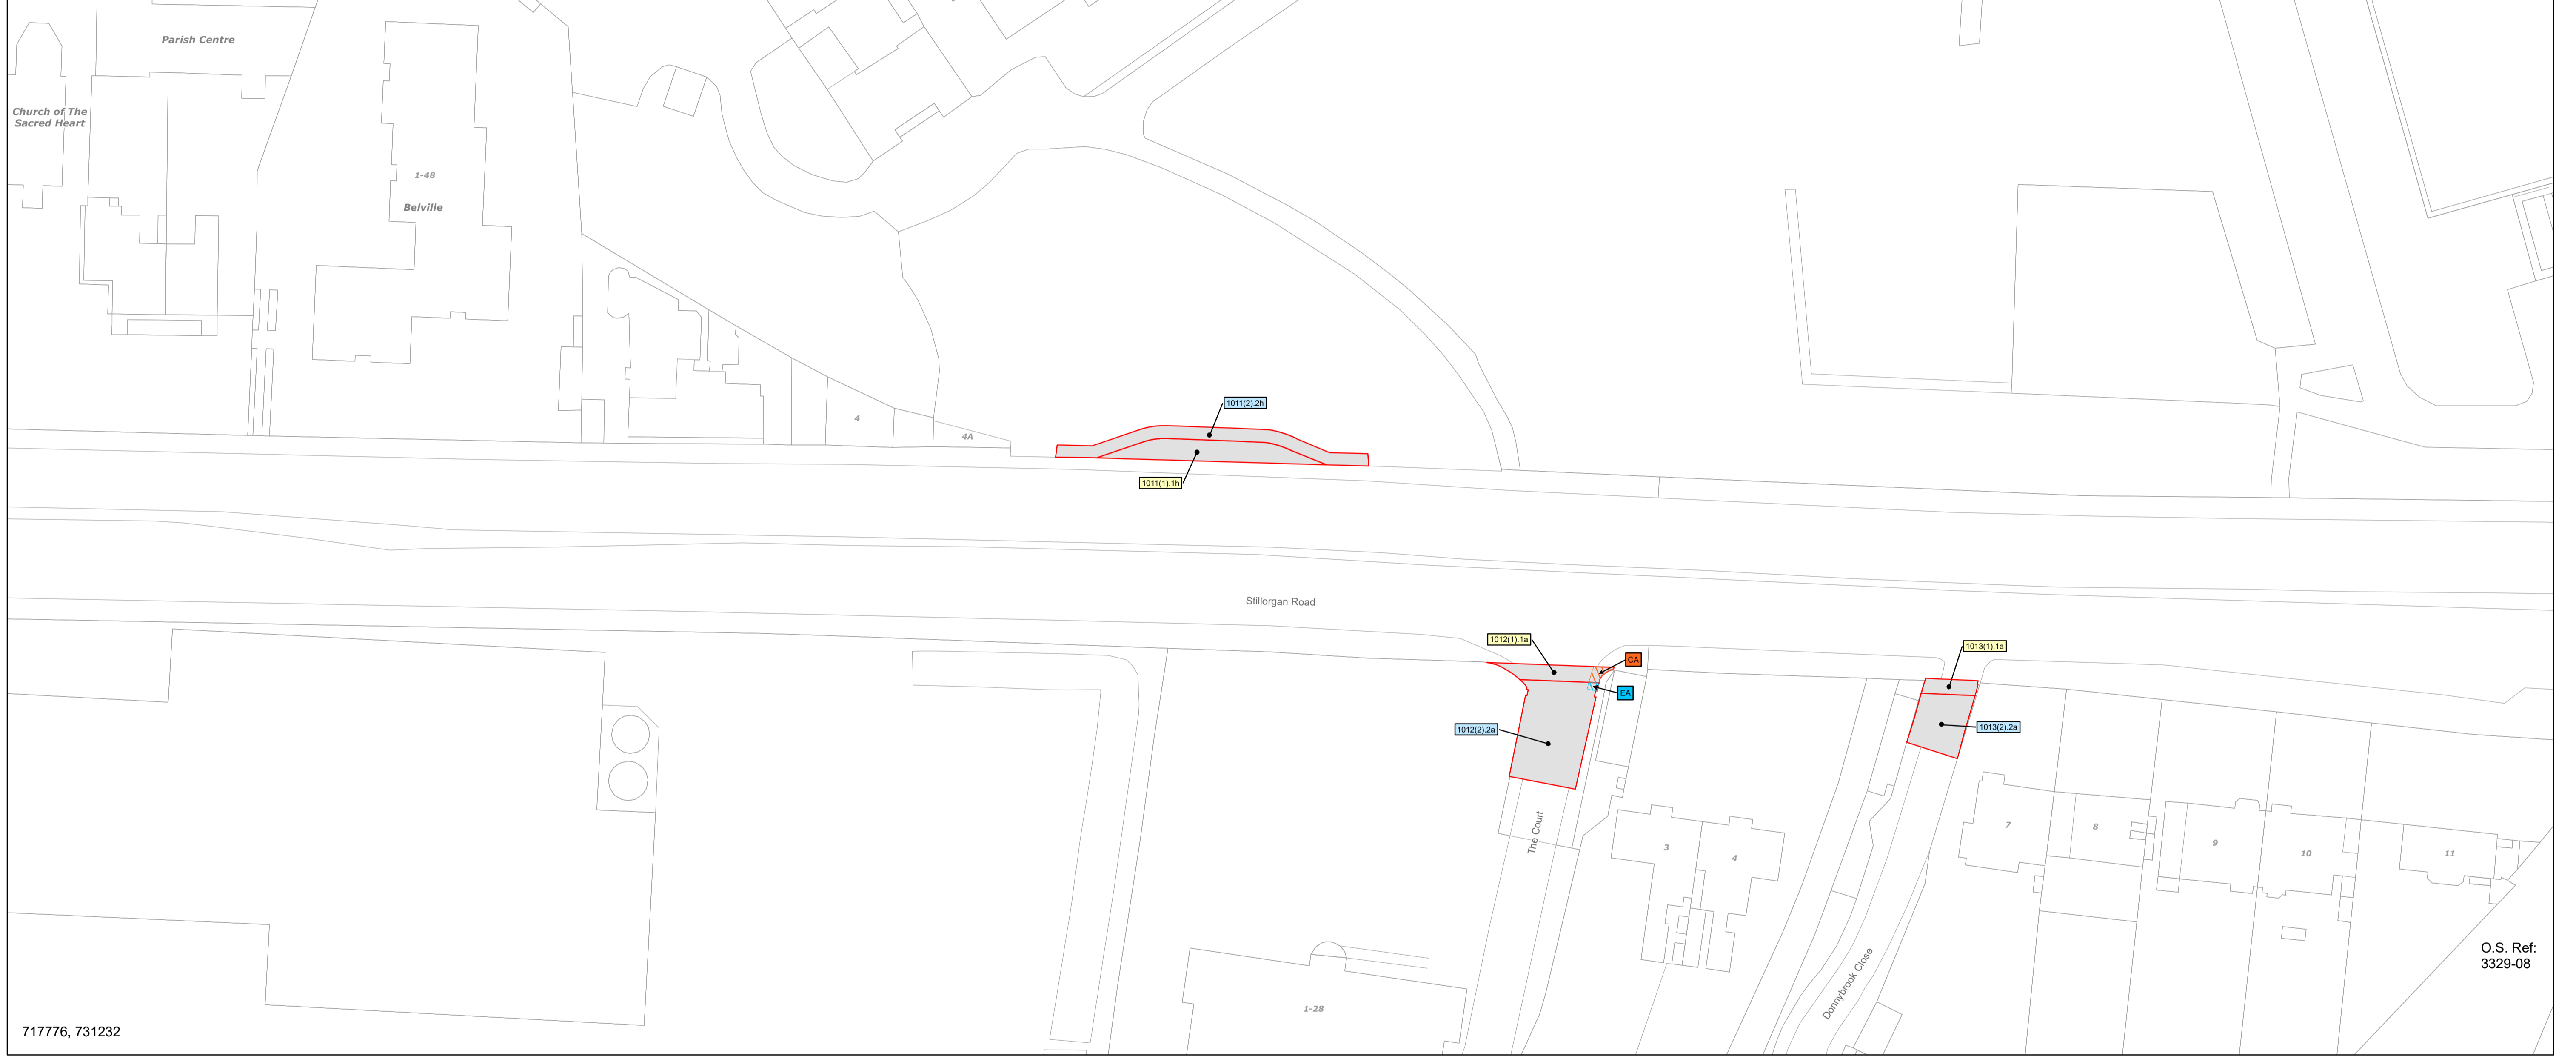 Parish Centre
Church of The
Sacred Heart
1-48
Belville
1011(2).2h
4
4A
1011(1).1h
Stillorgan Road
1012(1).1a
CA
1013(1).1a
EA
1012(2).2a
1013(2).2a
The Court
3
4
7
8
9
10
11
Donnybrook Close
O.S. Ref:
3329-08
1-28
717776, 731232